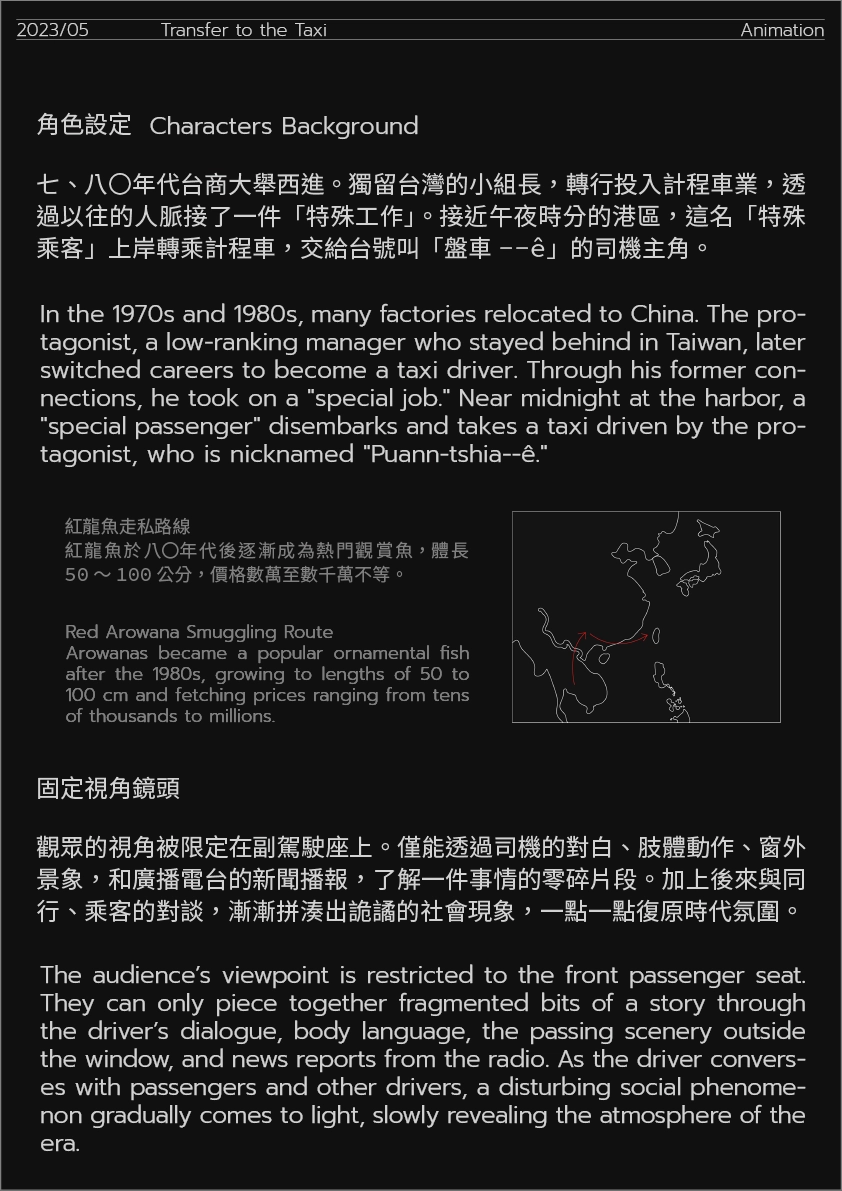 2023/05 Transfer to the Taxi Animation
角色設定 Characters Background
七、八〇年代台商大舉西進。獨留台灣的小組長，轉行投入計程車業，透
過以往的人脈接了一件「特殊工作」。接近午夜時分的港區，這名「特殊
乘客」上岸轉乘計程車，交給台號叫「盤車 --ê」的司機主角。
In the 1970s and 1980s, many factories relocated to China. The pro-
tagonist, a low-ranking manager who stayed behind in Taiwan, later
switched careers to become a taxi driver. Through his former con-
nections, he took on a "special job." Near midnight at the harbor, a
"special passenger" disembarks and takes a taxi driven by the pro-
tagonist, who is nicknamed "Puann-tshia--ê."
紅龍魚走私路線
紅龍魚於八〇年代後逐漸成為熱門觀賞魚，體長
50 ～ 100 公分，價格數萬至數千萬不等。
Red Arowana Smuggling Route
Arowanas became a popular ornamental fish
after the 1980s, growing to lengths of 50 to
100 cm and fetching prices ranging from tens
of thousands to millions.
固定視角鏡頭
觀眾的視角被限定在副駕駛座上。僅能透過司機的對白、肢體動作、窗外
景象，和廣播電台的新聞播報，了解一件事情的零碎片段。加上後來與同
行、乘客的對談，漸漸拼湊出詭譎的社會現象，一點一點復原時代氛圍。
The audience’s viewpoint is restricted to the front passenger seat.
They can only piece together fragmented bits of a story through
the driver’s dialogue, body language, the passing scenery outside
the window, and news reports from the radio. As the driver convers-
es with passengers and other drivers, a disturbing social phenome-
non gradually comes to light, slowly revealing the atmosphere of the
era.